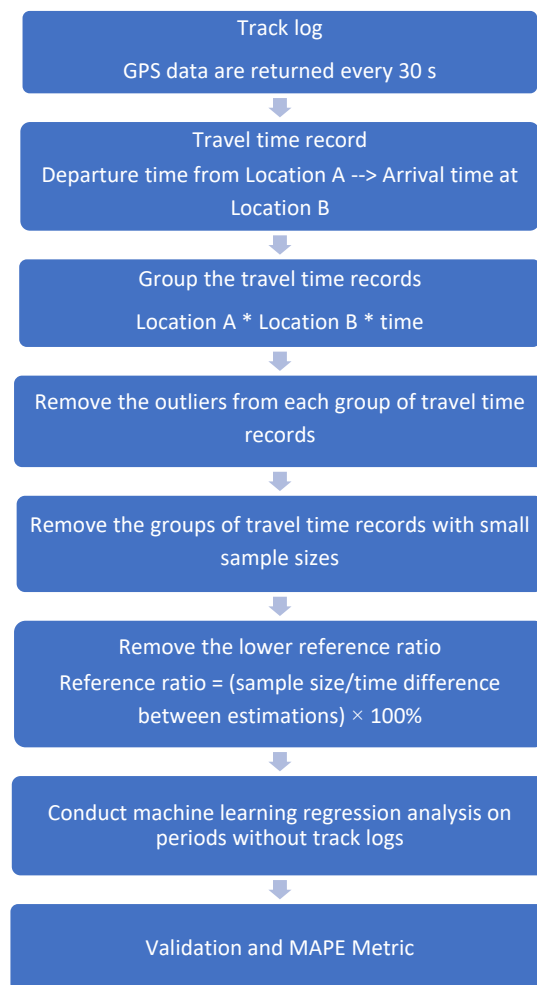 Track log
GPS data are returned every 30 s
Travel time record
Departure time from Location A --> Arrival time at
Location B
Group the travel time records
Location A * Location B * time
Remove the outliers from each group of travel time
records
Remove the groups of travel time records with small
sample sizes
Remove the lower reference ratio
Reference ratio = (sample size/time difference
between estimations) × 100%
Conduct machine learning regression analysis on
periods without track logs
Validation and MAPE Metric